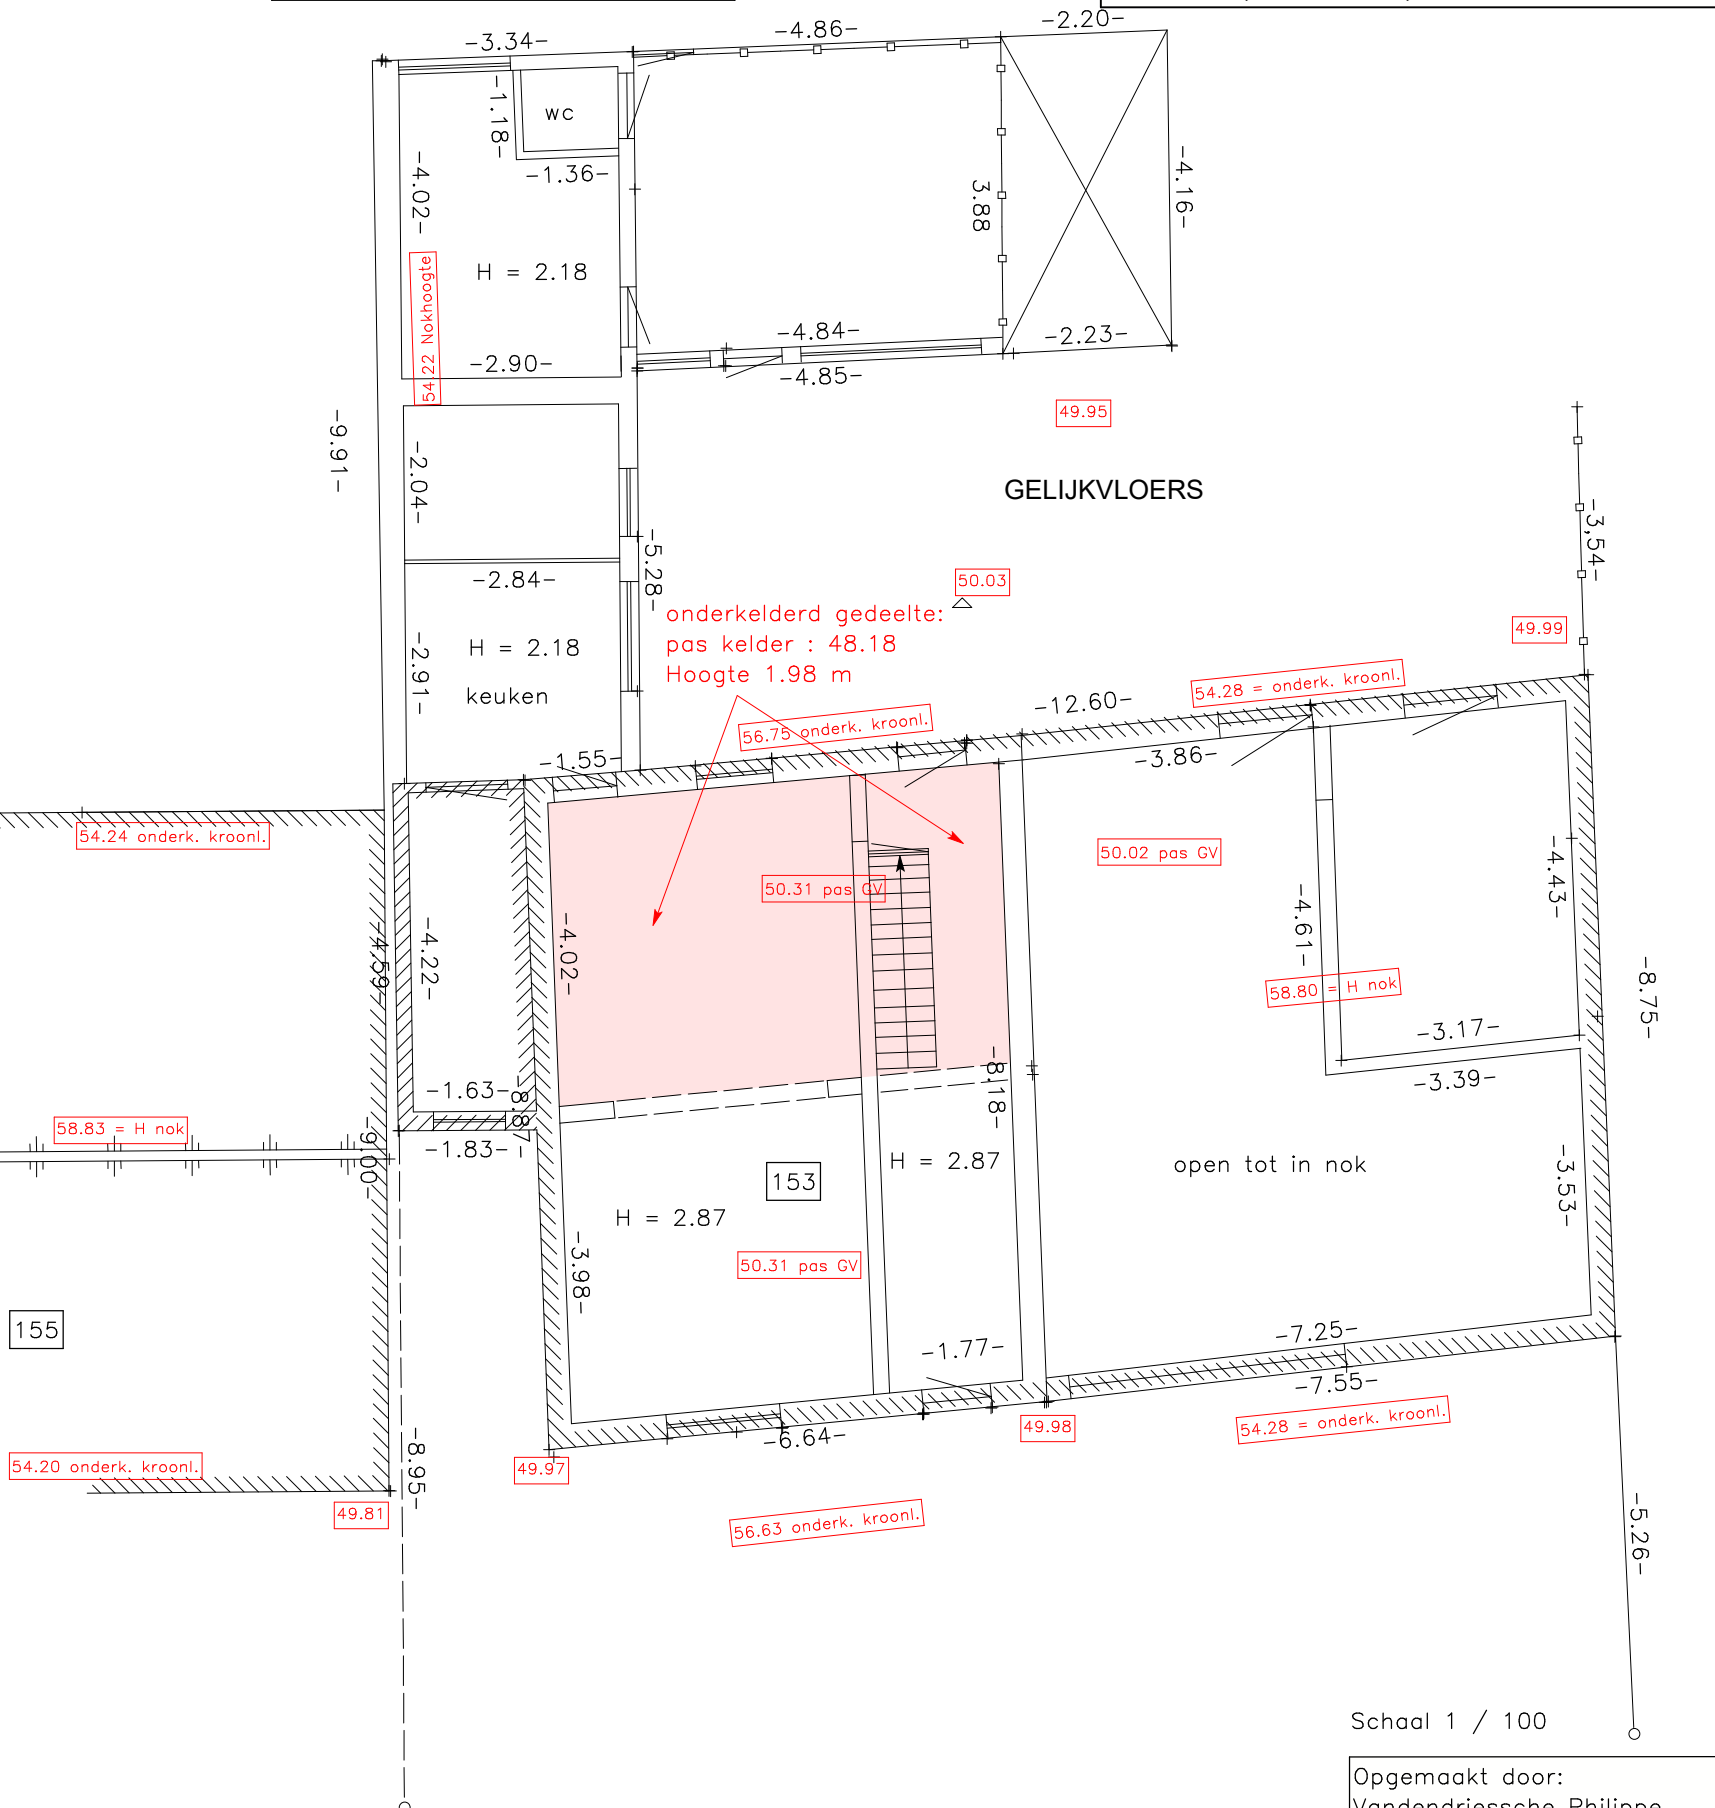 -3.34-
-4.86-
-2.20-
-1.18-
wc
-1.36-
-4.02-
3.88
-4.16-
H = 2.18
54.22 Nokhoogte
-4.84-
-2.23-
-2.90-
-4.85-
49.95
-9.91-
-2.04-
GELIJKVLOERS
-3,54-
-5.28-
-2.84-
50.03
onderkelderd gedeelte:
pas kelder : 48.18
Hoogte 1.98 m
49.99
H = 2.18
-2.91-
keuken
54.28 = onderk. kroonl.
-12.60-
56.75 onderk. kroonl.
-1.55-
-3.86-
54.24 onderk. kroonl.
50.02 pas GV
-4.43-
50.31 pas GV
-4.61-
-4.59-
-4.22-
-4.02-
58.80 = H nok
-8.75-
-3.17-
-3.39-
-1.63-
-8.87-
-8.18-
58.83 = H nok
-1.83-
-9.00-
H = 2.87
open tot in nok
153
-3.53-
H = 2.87
-3.98-
50.31 pas GV
155
-7.25-
-1.77-
-7.55-
54.28 = onderk. kroonl.
49.98
-6.64-
54.20 onderk. kroonl.
-8.95-
49.97
49.81
56.63 onderk. kroonl.
-5.26-
Schaal 1 / 100
Opgemaakt door:
Vandendriessche Philippe